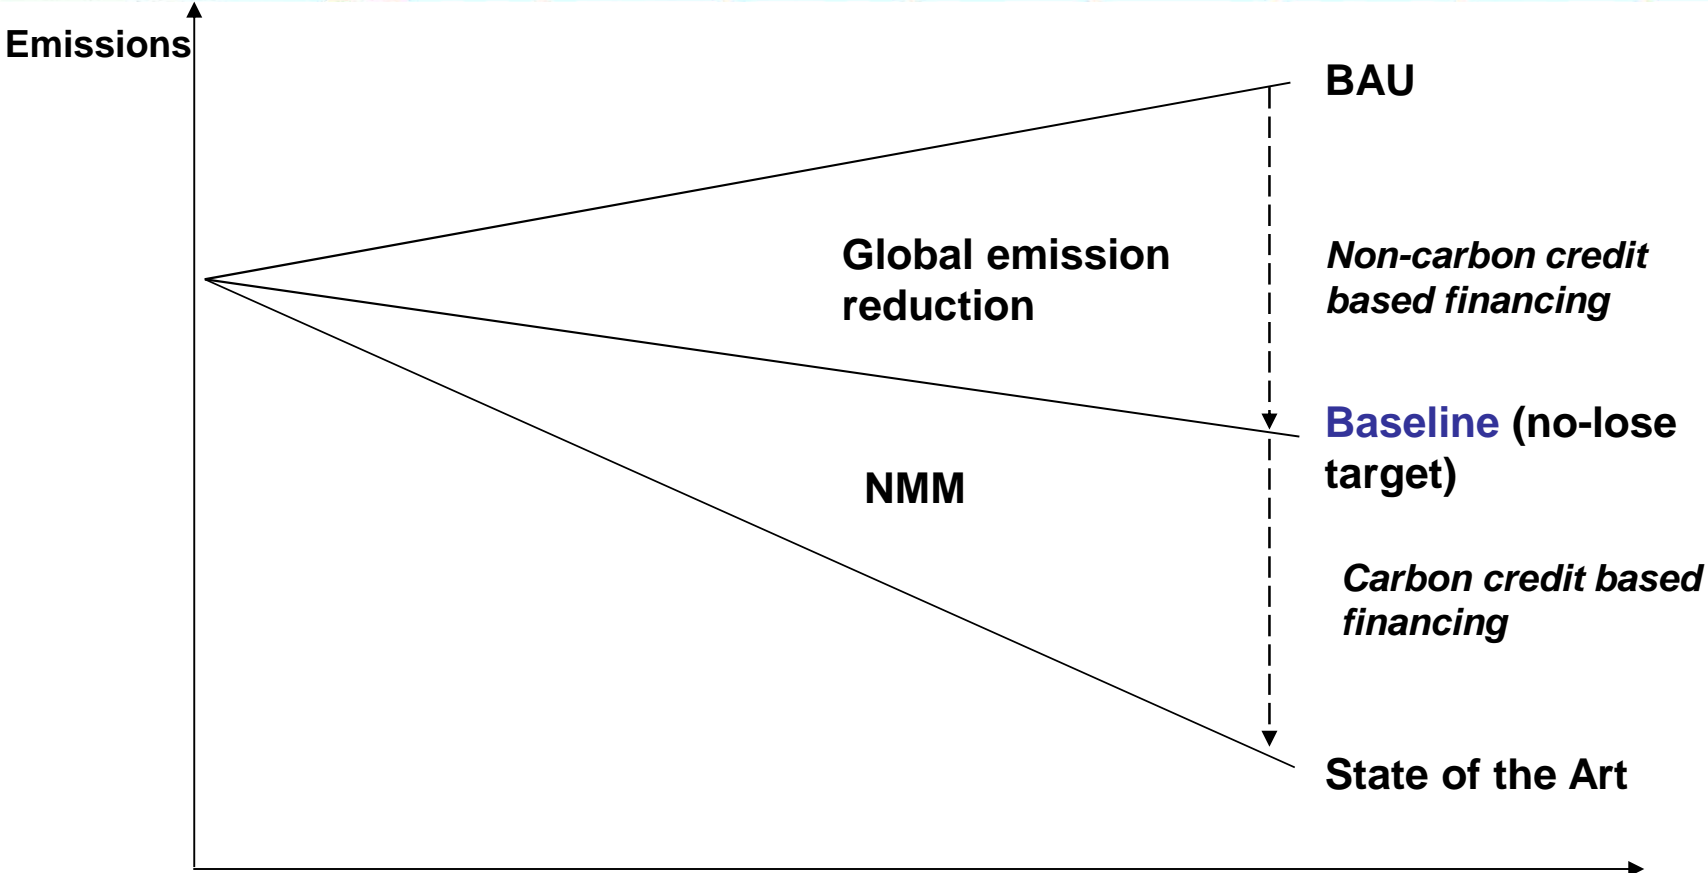 Emissions
BAU
Global emission
reduction
Non-carbon credit
based financing
Baseline (no-lose
target)
NMM
Carbon credit based
financing
State of the Art